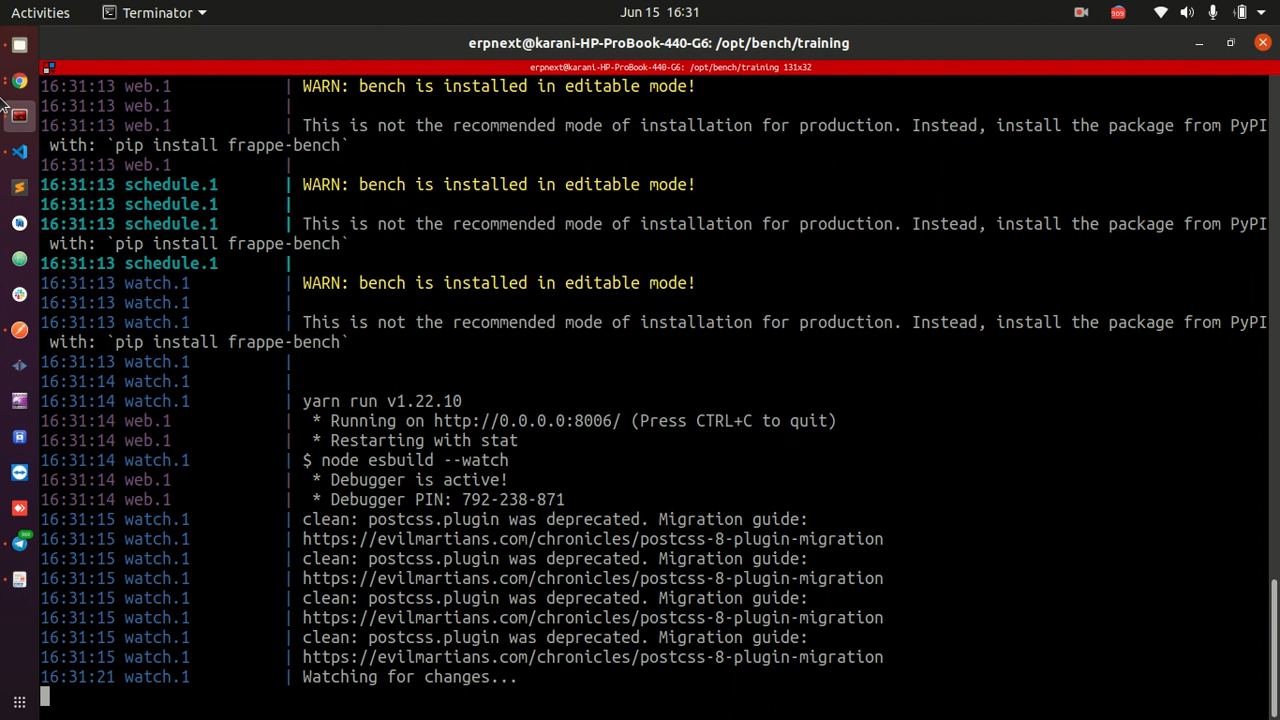 Activities
Terminator
Jun 15 16:31
969
erpnext@karani-HP-ProBook-440-G6: /opt/bench/training
erpnext@karani-HP-ProBook-440-G6: /opt/bench/training 131x32
16:31:13 web.1 | WARN: bench is installed in editable mode!
16:31:13 web.1 |
16:31:13 web.1 | This is not the recommended mode of installation for production. Instead, install the package from PyPI
with: `pip install frappe-bench`
16:31:13 web.1 |
16:31:13 schedule.1 | WARN: bench is installed in editable mode!
16:31:13 schedule.1 |
16:31:13 schedule.1 | This is not the recommended mode of installation for production. Instead, install the package from PyPI
with: `pip install frappe-bench`
16:31:13 schedule.1 |
16:31:13 watch.1 | WARN: bench is installed in editable mode!
16:31:13 watch.1 |
16:31:13 watch.1 | This is not the recommended mode of installation for production. Instead, install the package from PyPI
with: `pip install frappe-bench`
16:31:13 watch.1 |
16:31:14 watch.1 |
16:31:14 watch.1 | yarn run v1.22.10
16:31:14 web.1 | * Running on http://0.0.0.0:8006/ (Press CTRL+C to quit)
16:31:14 web.1 | * Restarting with stat
16:31:14 watch.1 | $ node esbuild --watch
16:31:14 web.1 | * Debugger is active!
16:31:14 web.1 | * Debugger PIN: 792-238-871
16:31:15 watch.1 | clean: postcss.plugin was deprecated. Migration guide:
16:31:15 watch.1 | https://evilmartians.com/chronicles/postcss-8-plugin-migration
16:31:15 watch.1 | clean: postcss.plugin was deprecated. Migration guide:
16:31:15 watch.1 | https://evilmartians.com/chronicles/postcss-8-plugin-migration
16:31:15 watch.1 | clean: postcss.plugin was deprecated. Migration guide:
16:31:15 watch.1 | https://evilmartians.com/chronicles/postcss-8-plugin-migration
16:31:15 watch.1 | clean: postcss.plugin was deprecated. Migration guide:
16:31:15 watch.1 | https://evilmartians.com/chronicles/postcss-8-plugin-migration
16:31:21 watch.1 | Watching for changes...